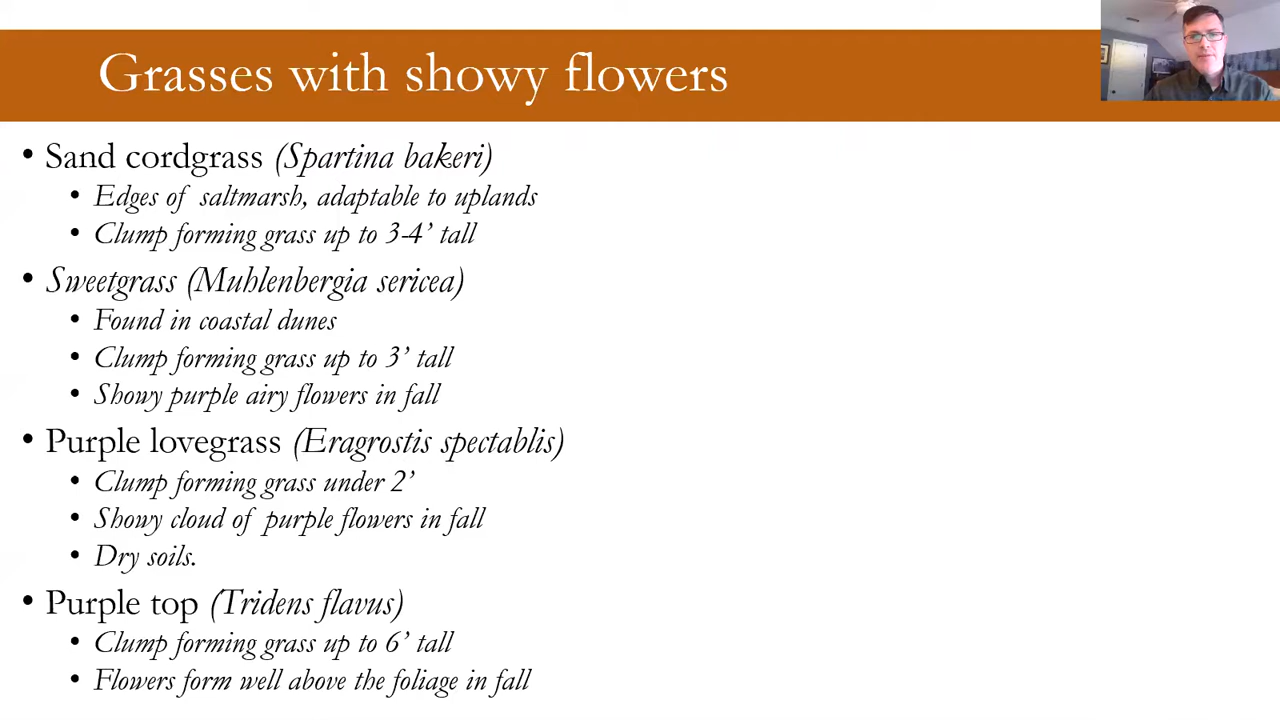 Grasses with showy flowers
• Sand cordgrass (Spartina bakeri)
• Edges of saltmarsh, adaptable to uplands
• Clump forming grass up to 3-4’ tall
• Sweetgrass (Muhlenbergia sericea)
• Found in coastal dunes
• Clump forming grass up to 3’ tall
• Showy purple airy flowers in fall
• Purple lovegrass (Eragrostis spectablis)
• Clump forming grass under 2’
• Showy cloud of purple flowers in fall
• Dry soils.
• Purple top (Tridens flavus)
• Clump forming grass up to 6’ tall
• Flowers form well above the foliage in fall